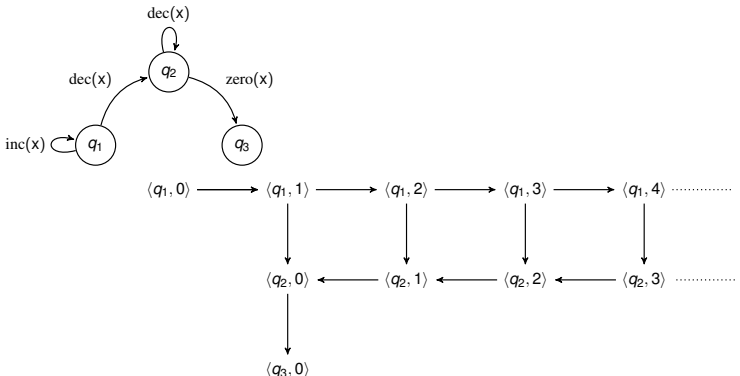 dec(x)
q₂
dec(x) zero(x)
inc(x) q₁ q₃
⟨q₁, 0⟩ ⟨q₁, 1⟩ ⟨q₁, 2⟩ ⟨q₁, 3⟩ ⟨q₁, 4⟩
⟨q₂, 0⟩ ⟨q₂, 1⟩ ⟨q₂, 2⟩ ⟨q₂, 3⟩
⟨q₃, 0⟩